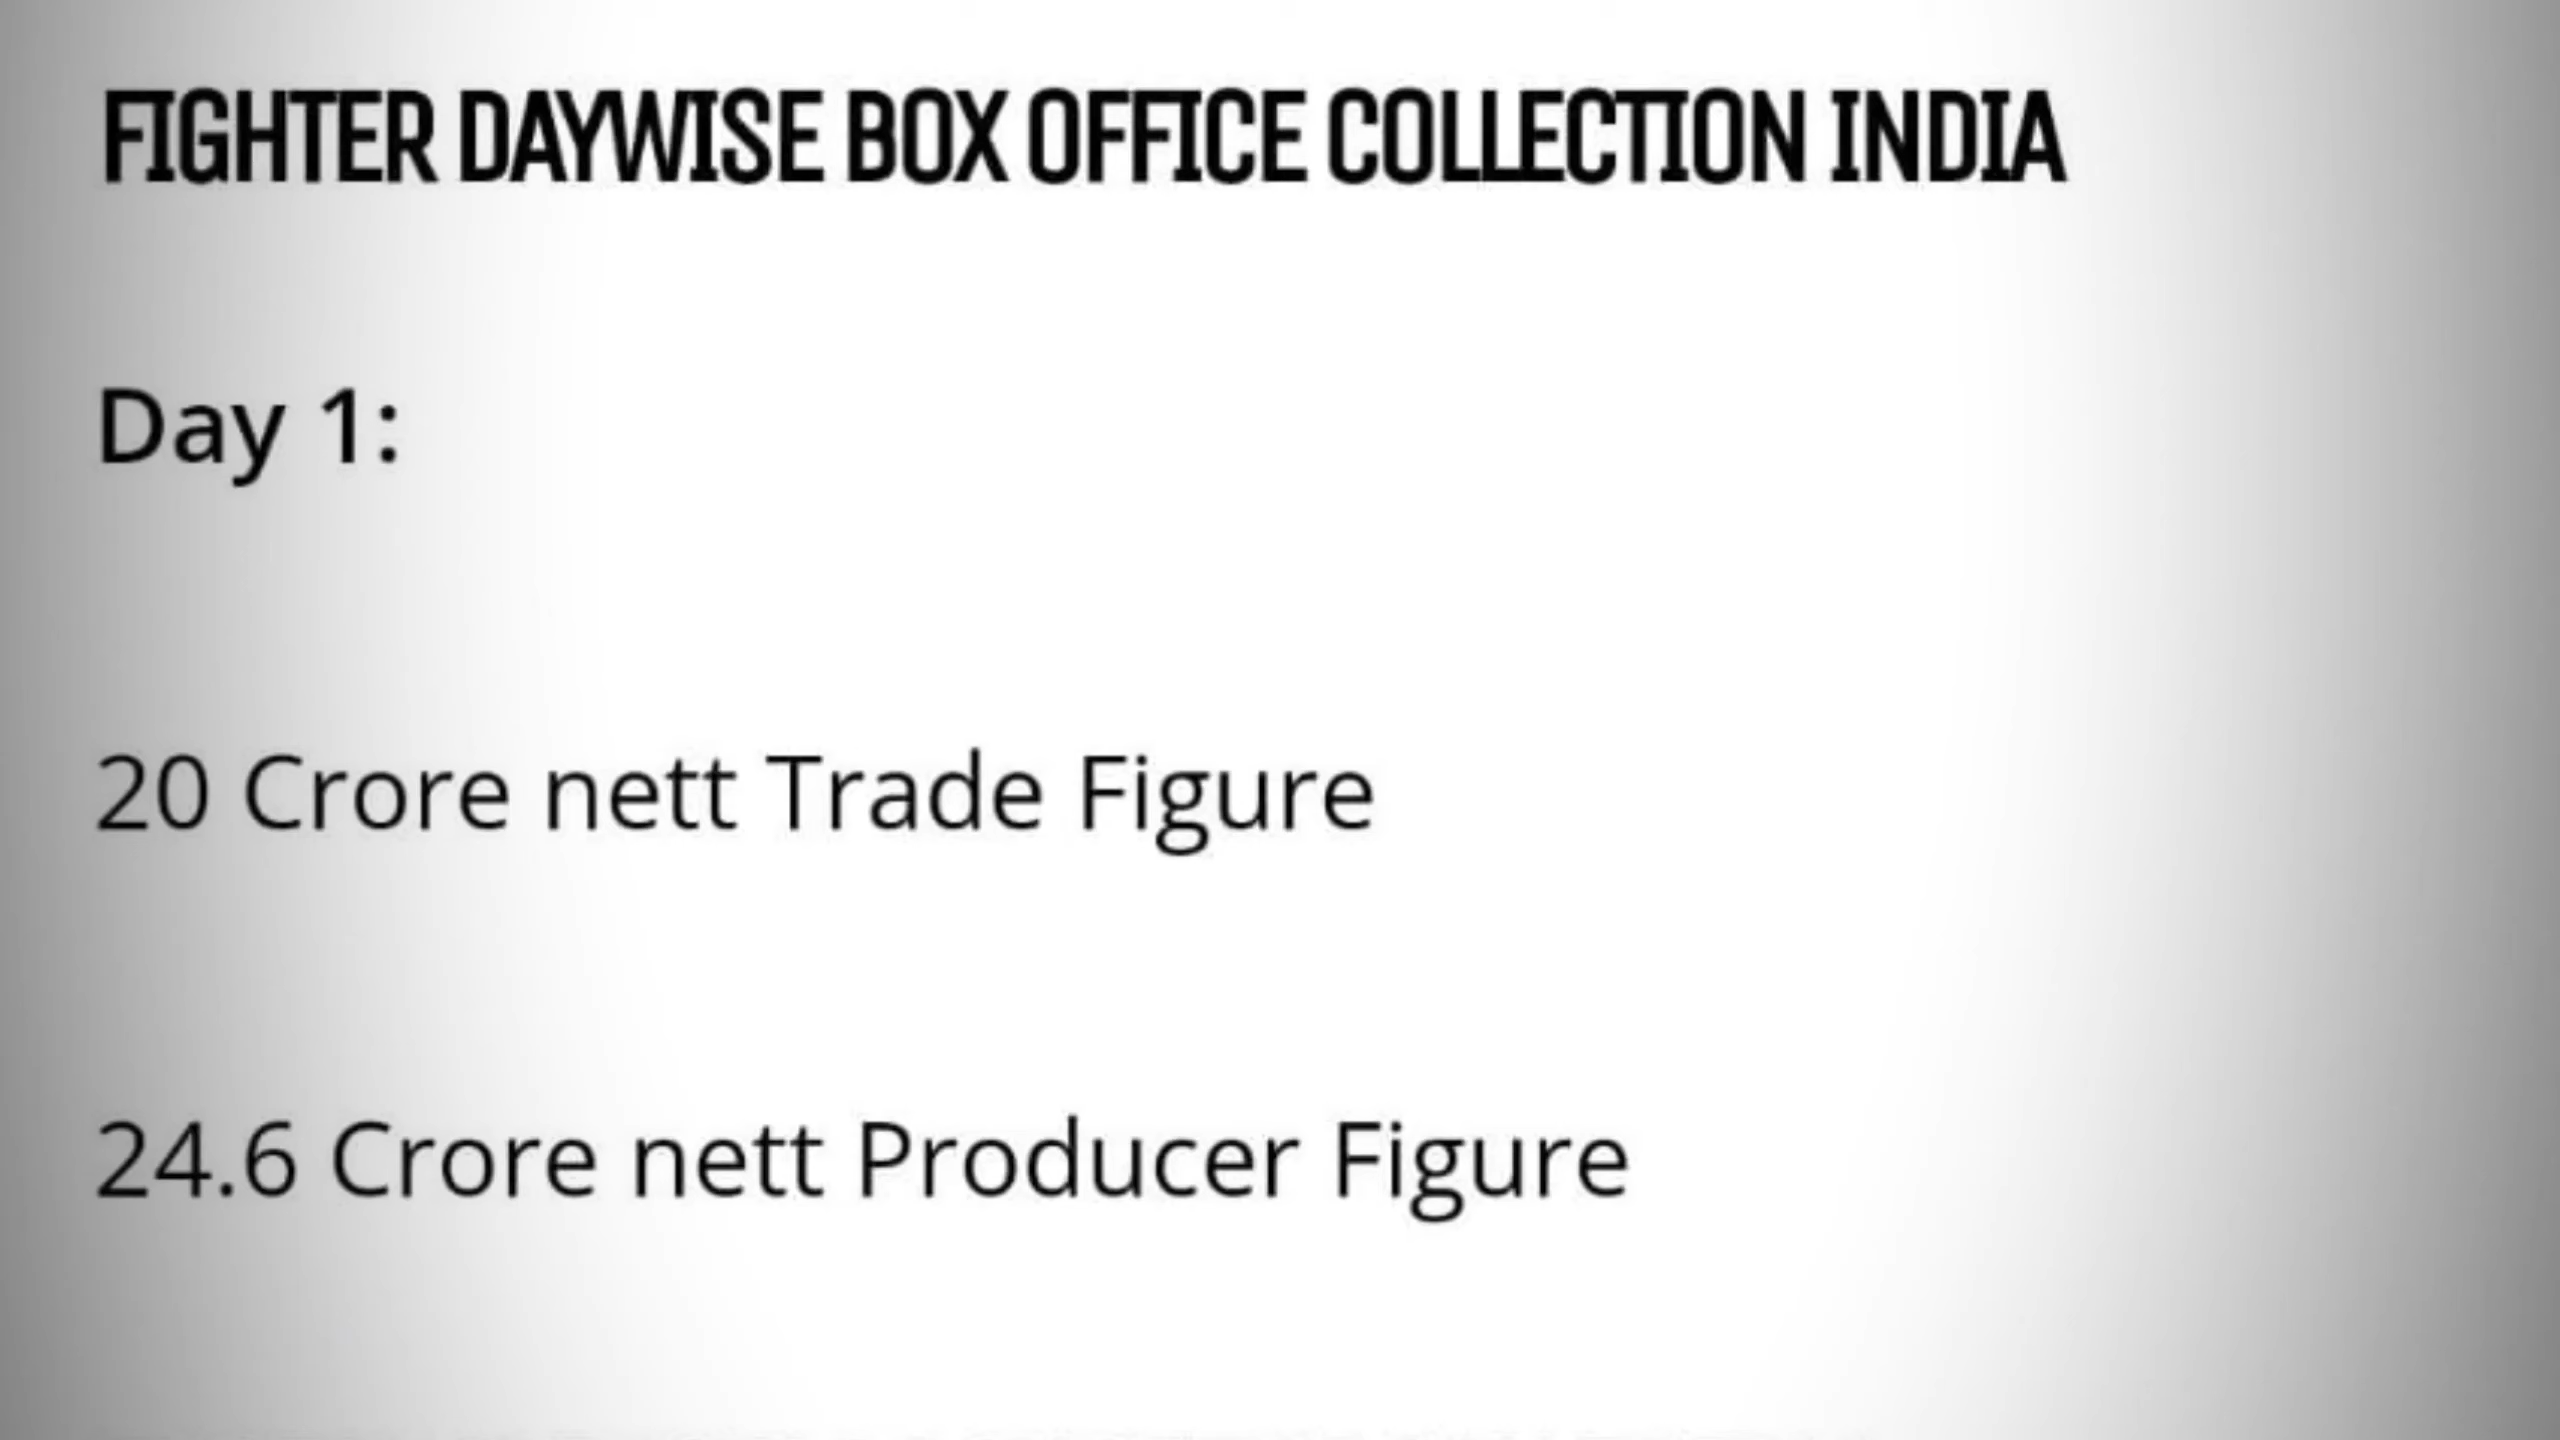 FIGHTER DAYWISE BOX OFFICE COLLECTION INDIA
Day 1:
20 Crore nett Trade Figure
24.6 Crore nett Producer Figure